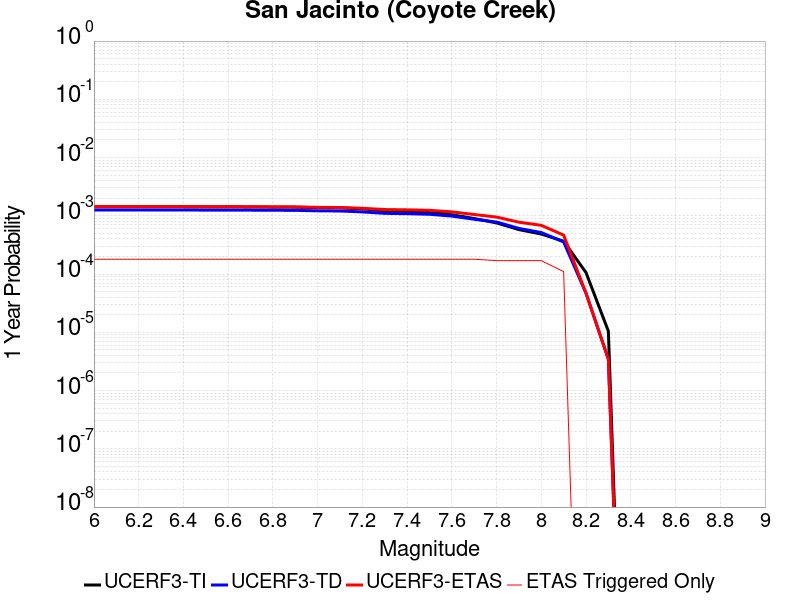 San Jacinto (Coyote Creek)
10^0
10^-1
10^-2
10^-3
10^-4
10^-5
10^-6
10^-7
10^-8
1 Year Probability
6 6.2 6.4 6.6 6.8 7 7.2 7.4 7.6 7.8 8 8.2 8.4 8.6 8.8 9
Magnitude
UCERF3-TI UCERF3-TD UCERF3-ETAS ETAS Triggered Only